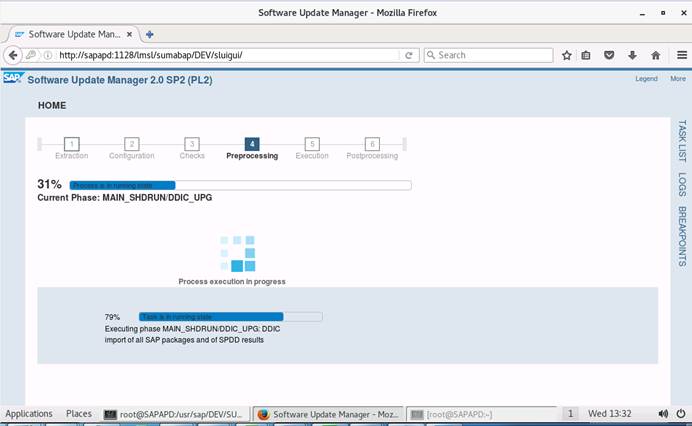 Software Update Manager - Mozilla Firefox
Software Update Man...
http://sapapd:1128/lmsl/sumabap/DEV/sluigui/
Search
SAP Software Update Manager 2.0 SP2 (PL2)
Legend More
HOME
1 2 3 4 5 6
Extraction Configuration Checks Preprocessing Execution Postprocessing
31% Process is in running state
Current Phase: MAIN_SHDRUN/DDIC_UPG
Process execution in progress
79% Task is in running state
Executing phase MAIN_SHDRUN/DDIC_UPG: DDIC
import of all SAP packages and of SPDD results
TASK LIST
LOGS
BREAKPOINTS
Applications Places root@SAPAPD:/usr/sap/DEV/SU... Software Update Manager - Moz... [root@SAPAPD:~] 1 Wed 13:32